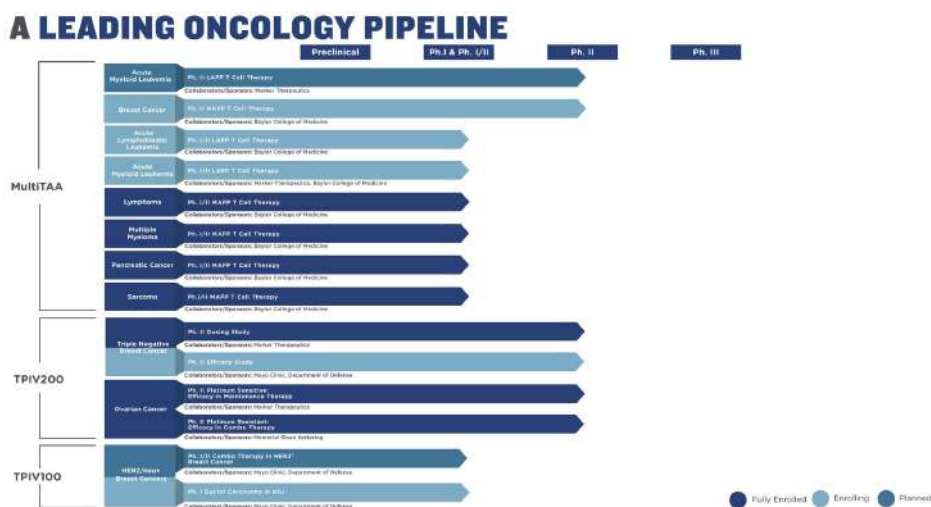 A LEADING ONCOLOGY PIPELINE
Preclinical
Ph.I & Ph. I/II
Ph. II
Ph. III
MultiTAA
Acute
Myeloid Leukemia
Ph. II LAPP T Cell Therapy
Collaborators/Sponsors: Marker Therapeutics
Breast Cancer
Ph. II MAPP T Cell Therapy
Collaborators/Sponsors: Baylor College of Medicine
Acute
Lymphoblastic
Leukemia
Ph. I/II LAPP T Cell Therapy
Collaborators/Sponsors: Baylor College of Medicine
Acute
Myeloid Leukemia
Ph. I/II LAPP T Cell Therapy
Collaborators/Sponsors: Marker Therapeutics, Baylor College of Medicine
Lymphoma
Ph. I/II MAPP T Cell Therapy
Collaborators/Sponsors: Baylor College of Medicine
Multiple
Myeloma
Ph. I/II MAPP T Cell Therapy
Collaborators/Sponsors: Baylor College of Medicine
Pancreatic Cancer
Ph. I/II MAPP T Cell Therapy
Collaborators/Sponsors: Baylor College of Medicine
Sarcoma
Ph.I/II MAPP T Cell Therapy
Collaborators/Sponsors: Baylor College of Medicine
TPIV200
Triple Negative
Breast Cancer
Ph. II Dosing Study
Collaborators/Sponsors: Marker Therapeutics
Ph. II Efficacy Study
Collaborators/Sponsors: Mayo Clinic, Department of Defense
Ovarian Cancer
Ph. II Platinum Sensitive:
Efficacy in Maintenance Therapy
Collaborators/Sponsors: Marker Therapeutics
Ph. II Platinum Resistant:
Efficacy in Combo Therapy
Collaborators/Sponsors: Memorial Sloan Kettering
TPIV100
HER2/neu+
Breast Cancers
Ph. I/II Combo Therapy in HER2+
Breast Cancer
Collaborators/Sponsors: Mayo Clinic, Department of Defense
Ph. I Ductal Carcinoma in situ
Collaborators/Sponsors: Mayo Clinic, Department of Defense
Fully Enrolled
Enrolling
Planned